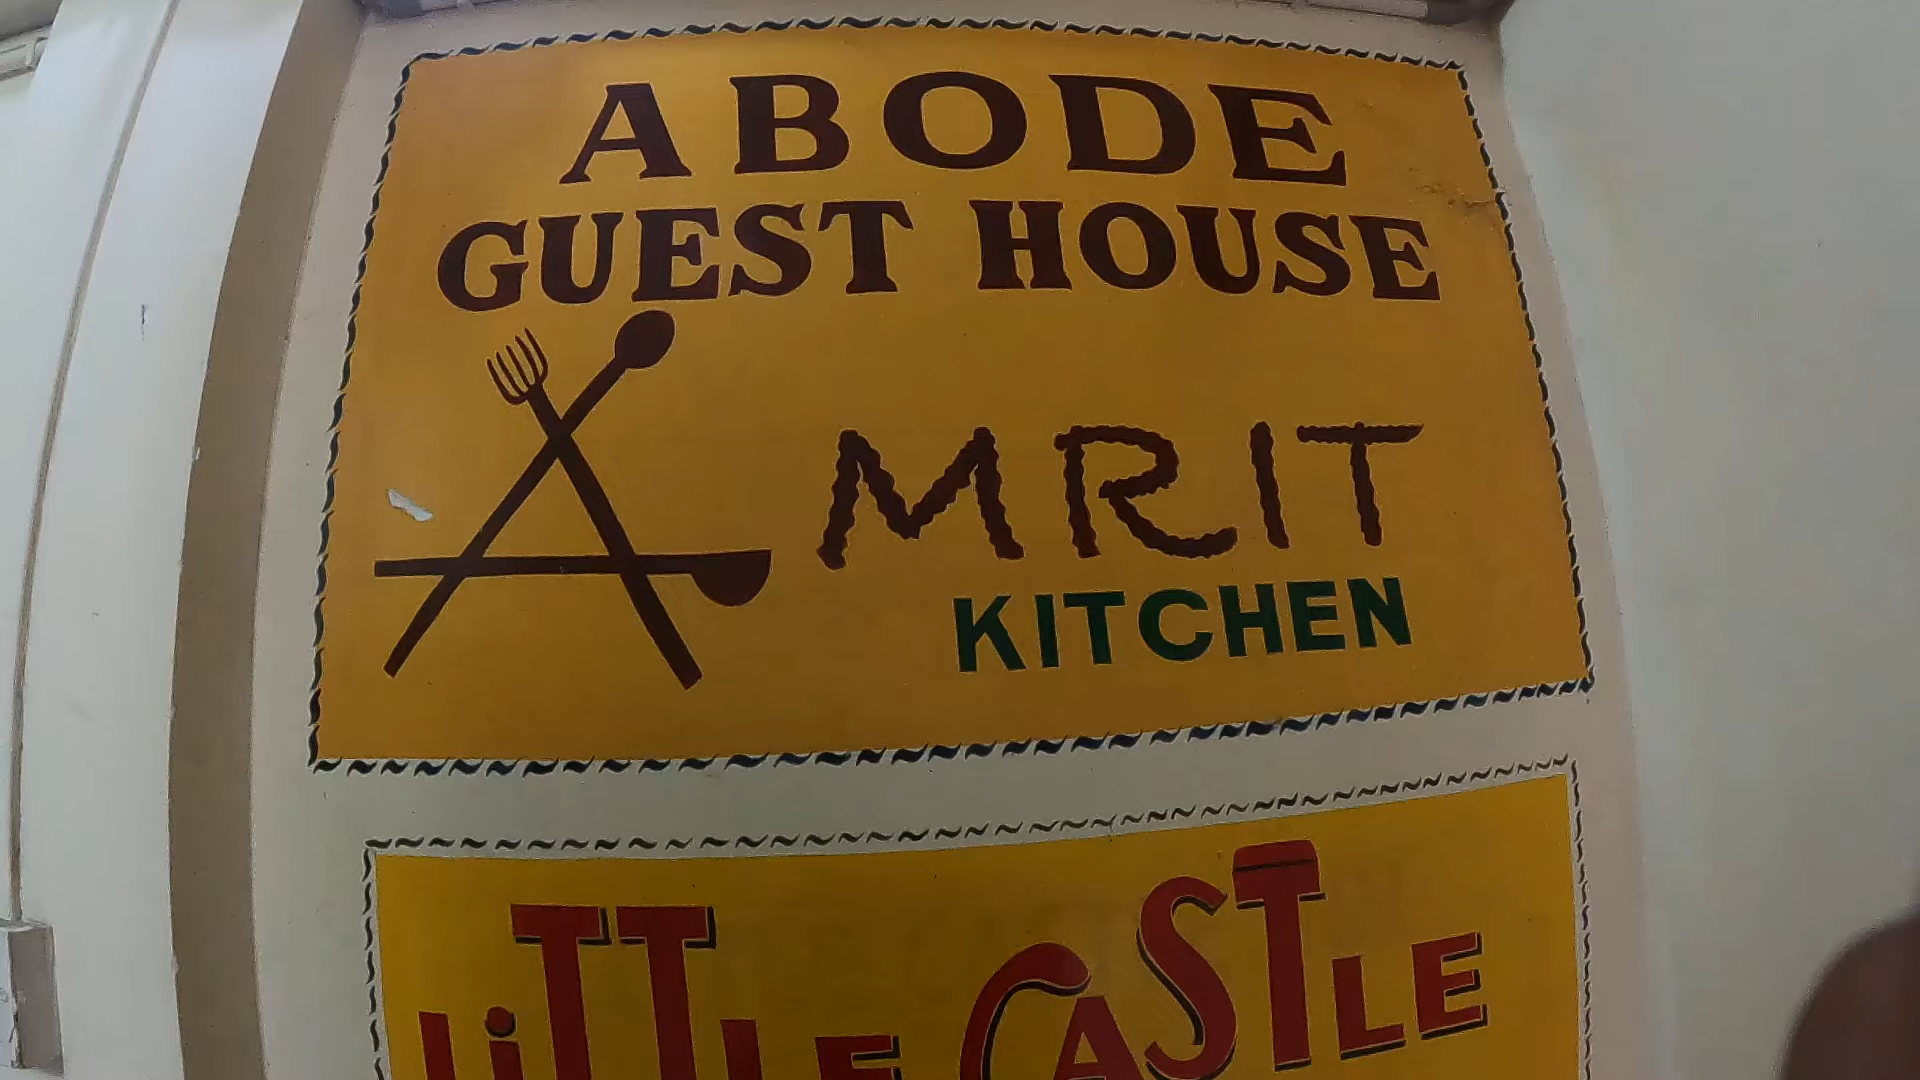 ABODE
GUEST HOUSE
AMRIT
KITCHEN
LiTTLE CASTLE